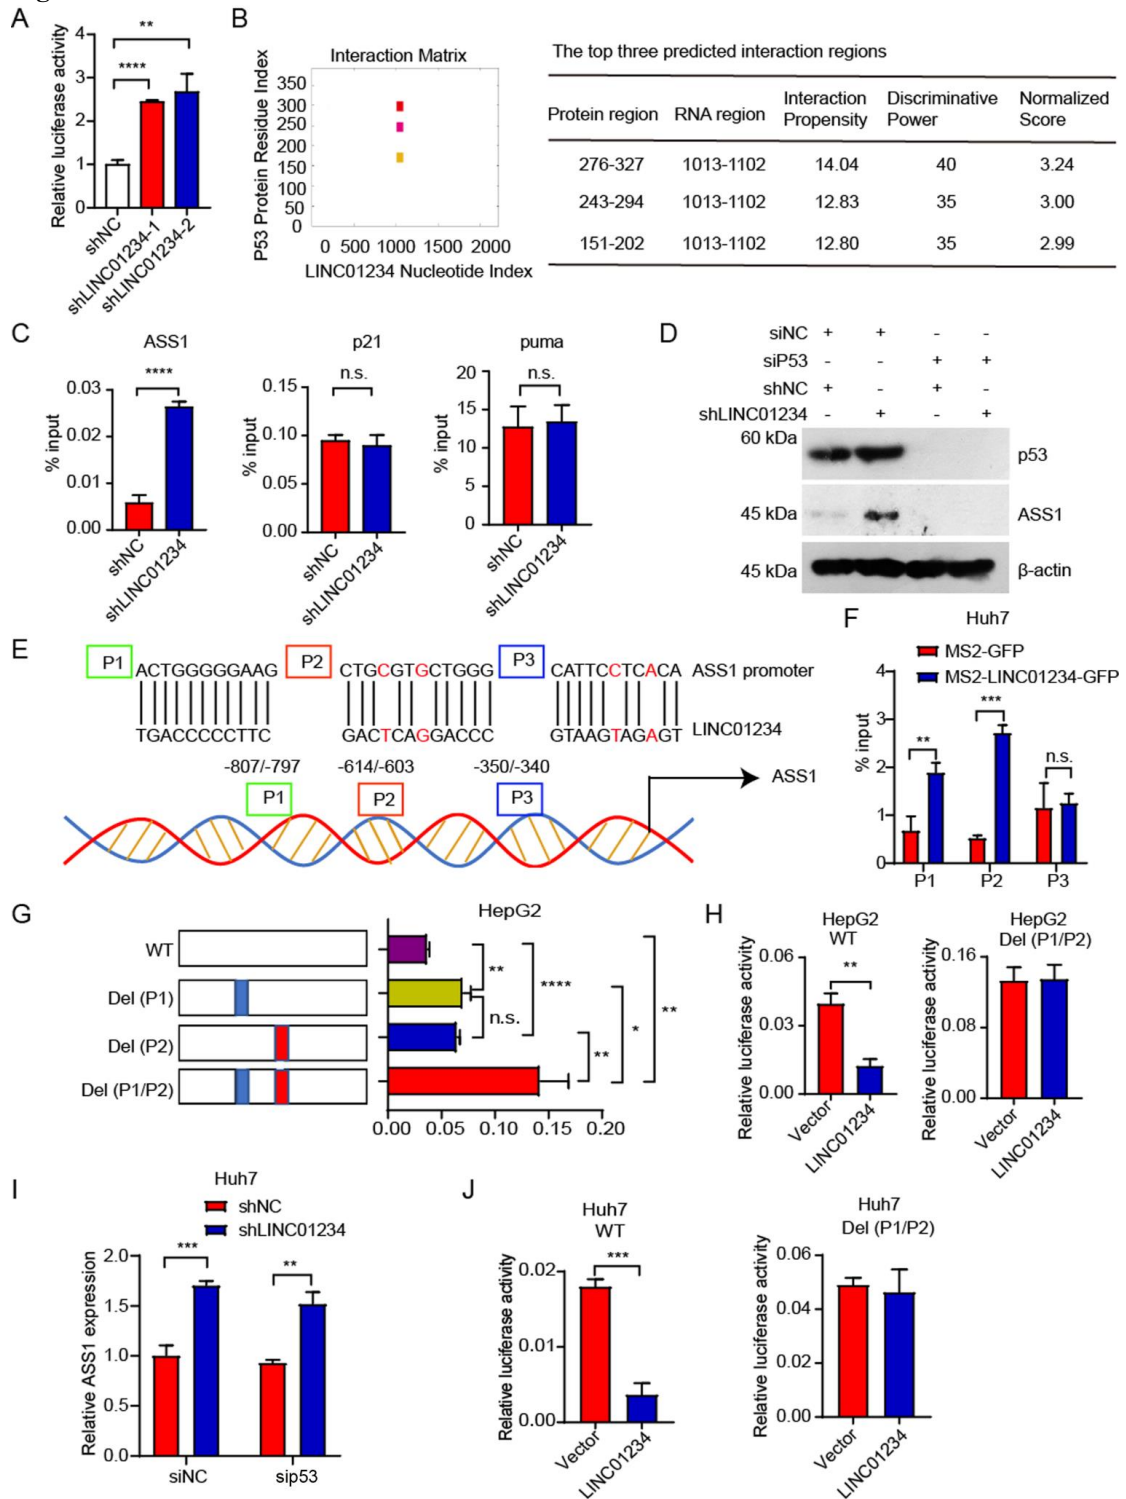 A
Relative luciferase activity
4
3
2
1
0
**
****
shNC
shLINC01234-1
shLINC01234-2
B
Interaction Matrix
P53 Protein Residue Index
350
300
250
200
150
100
50
0
0 500 1000 1500 2000
LINC01234 Nucleotide Index
The top three predicted interaction regions
Protein region RNA region Interaction Propensity Discriminative Power Normalized Score
276-327 1013-1102 14.04 40 3.24
243-294 1013-1102 12.83 35 3.00
151-202 1013-1102 12.80 35 2.99
C
ASS1
% input
0.03
0.02
0.01
0.00
****
shNC
shLINC01234
p21
% input
0.15
0.10
0.05
0.00
n.s.
shNC
shLINC01234
puma
% input
20
15
10
5
0
n.s.
shNC
shLINC01234
D
siNC + + - -
siP53 - - + +
shNC + - + -
shLINC01234 - + - +
60 kDa p53
45 kDa ASS1
45 kDa β-actin
E
P1 ACTGGGGGAAG P2 CTGCGTGCTGGG P3 CATTCCTCACA ASS1 promoter
TGACCCCCTTC GACTCAGGACCC GTAAGTAGAGT LINC01234
-807/-797 -614/-603 -350/-340
P1 P2 P3 ASS1
F
Huh7
MS2-GFP
MS2-LINC01234-GFP
% input
4
3
2
1
0
**
***
n.s.
P1 P2 P3
G
HepG2
WT
Del (P1)
Del (P2)
Del (P1/P2)
**
n.s.
****
**
*
**
0.00 0.05 0.10 0.15 0.20
H
HepG2
WT
Relative luciferase activity
0.06
0.03
0.00
**
Vector
LINC01234
HepG2
Del (P1/P2)
Relative luciferase activity
0.16
0.08
0.00
Vector
LINC01234
I
Huh7
shNC
shLINC01234
Relative ASS1 expression
2.0
1.5
1.0
0.5
0.0
***
**
siNC sip53
J
Huh7
WT
Relative luciferase activity
0.02
0.01
0.00
***
Vector
LINC01234
Huh7
Del (P1/P2)
Relative luciferase activity
0.06
0.04
0.02
0.00
Vector
LINC01234